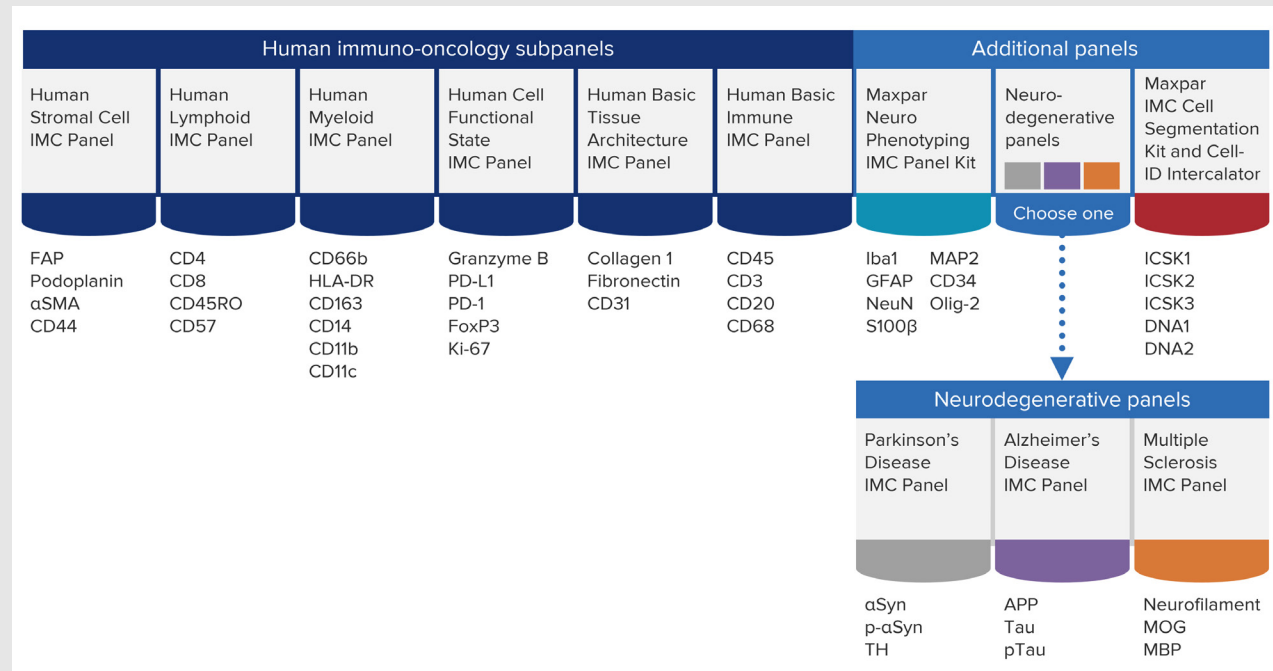 Human immuno-oncology subpanels
Additional panels
Human
Stromal Cell
IMC Panel
Human
Lymphoid
IMC Panel
Human
Myeloid
IMC Panel
Human Cell
Functional
State
IMC Panel
Human Basic
Tissue
Architecture
IMC Panel
Human Basic
Immune
IMC Panel
Maxpar
Neuro
Phenotyping
IMC Panel Kit
Neuro-
degenerative
panels
Choose one
Maxpar
IMC Cell
Segmentation
Kit and Cell-
ID Intercalator
FAP
Podoplanin
αSMA
CD44
CD4
CD8
CD45RO
CD57
CD66b
HLA-DR
CD163
CD14
CD11b
CD11c
Granzyme B
PD-L1
PD-1
FoxP3
Ki-67
Collagen 1
Fibronectin
CD31
CD45
CD3
CD20
CD68
Iba1 MAP2
GFAP CD34
NeuN Olig-2
S100β
ICSK1
ICSK2
ICSK3
DNA1
DNA2
Neurodegenerative panels
Parkinson's
Disease
IMC Panel
Alzheimer's
Disease
IMC Panel
Multiple
Sclerosis
IMC Panel
αSyn
p-αSyn
TH
APP
Tau
pTau
Neurofilament
MOG
MBP